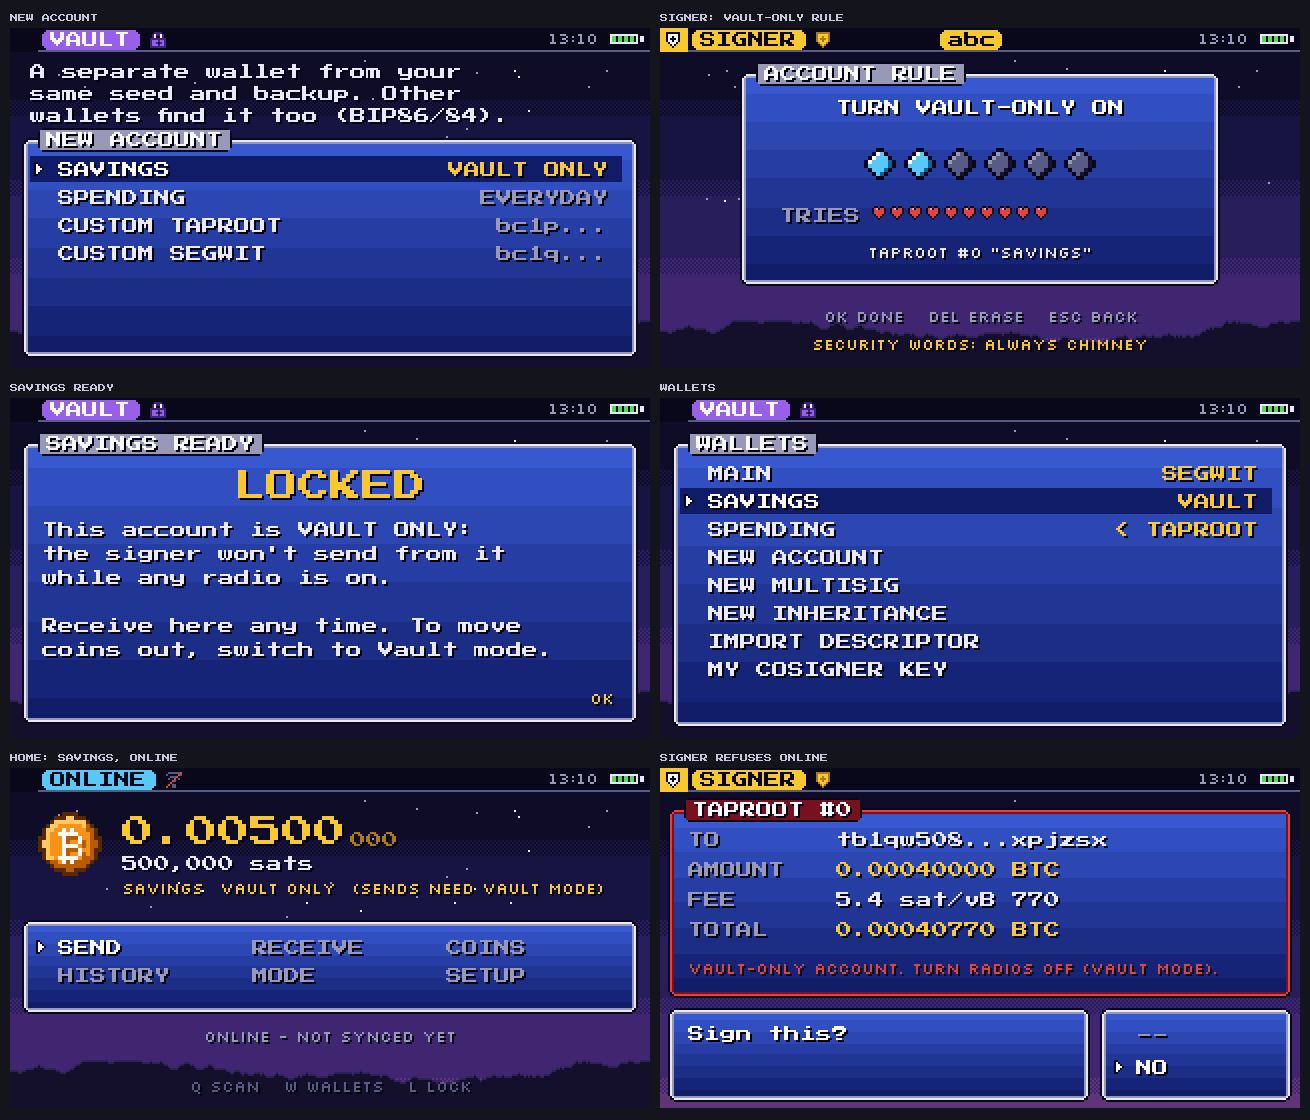 NEW ACCOUNT
VAULT 13:10
A separate wallet from your
same seed and backup. Other
wallets find it too (BIP86/84).
NEW ACCOUNT
SAVINGS VAULT ONLY
SPENDING EVERYDAY
CUSTOM TAPROOT bc1p...
CUSTOM SEGWIT bc1q...
SIGNER: VAULT-ONLY RULE
SIGNER abc 13:10
ACCOUNT RULE
TURN VAULT-ONLY ON
TRIES
TAPROOT #0 "SAVINGS"
OK DONE DEL ERASE ESC BACK
SECURITY WORDS: ALWAYS CHIMNEY
SAVINGS READY
VAULT 13:10
SAVINGS READY
LOCKED
This account is VAULT ONLY:
the signer won't send from it
while any radio is on.
Receive here any time. To move
coins out, switch to Vault mode.
OK
WALLETS
VAULT 13:10
WALLETS
MAIN SEGWIT
SAVINGS VAULT
SPENDING < TAPROOT
NEW ACCOUNT
NEW MULTISIG
NEW INHERITANCE
IMPORT DESCRIPTOR
MY COSIGNER KEY
HOME: SAVINGS, ONLINE
ONLINE 13:10
0.00500000
500,000 sats
SAVINGS VAULT ONLY (SENDS NEED VAULT MODE)
SEND RECEIVE COINS
HISTORY MODE SETUP
ONLINE - NOT SYNCED YET
Q SCAN W WALLETS L LOCK
SIGNER REFUSES ONLINE
SIGNER 13:10
TAPROOT #0
TO tb1qw508...xpjzsx
AMOUNT 0.00040000 BTC
FEE 5.4 sat/vB 770
TOTAL 0.00040770 BTC
VAULT-ONLY ACCOUNT. TURN RADIOS OFF (VAULT MODE).
Sign this?
--
NO